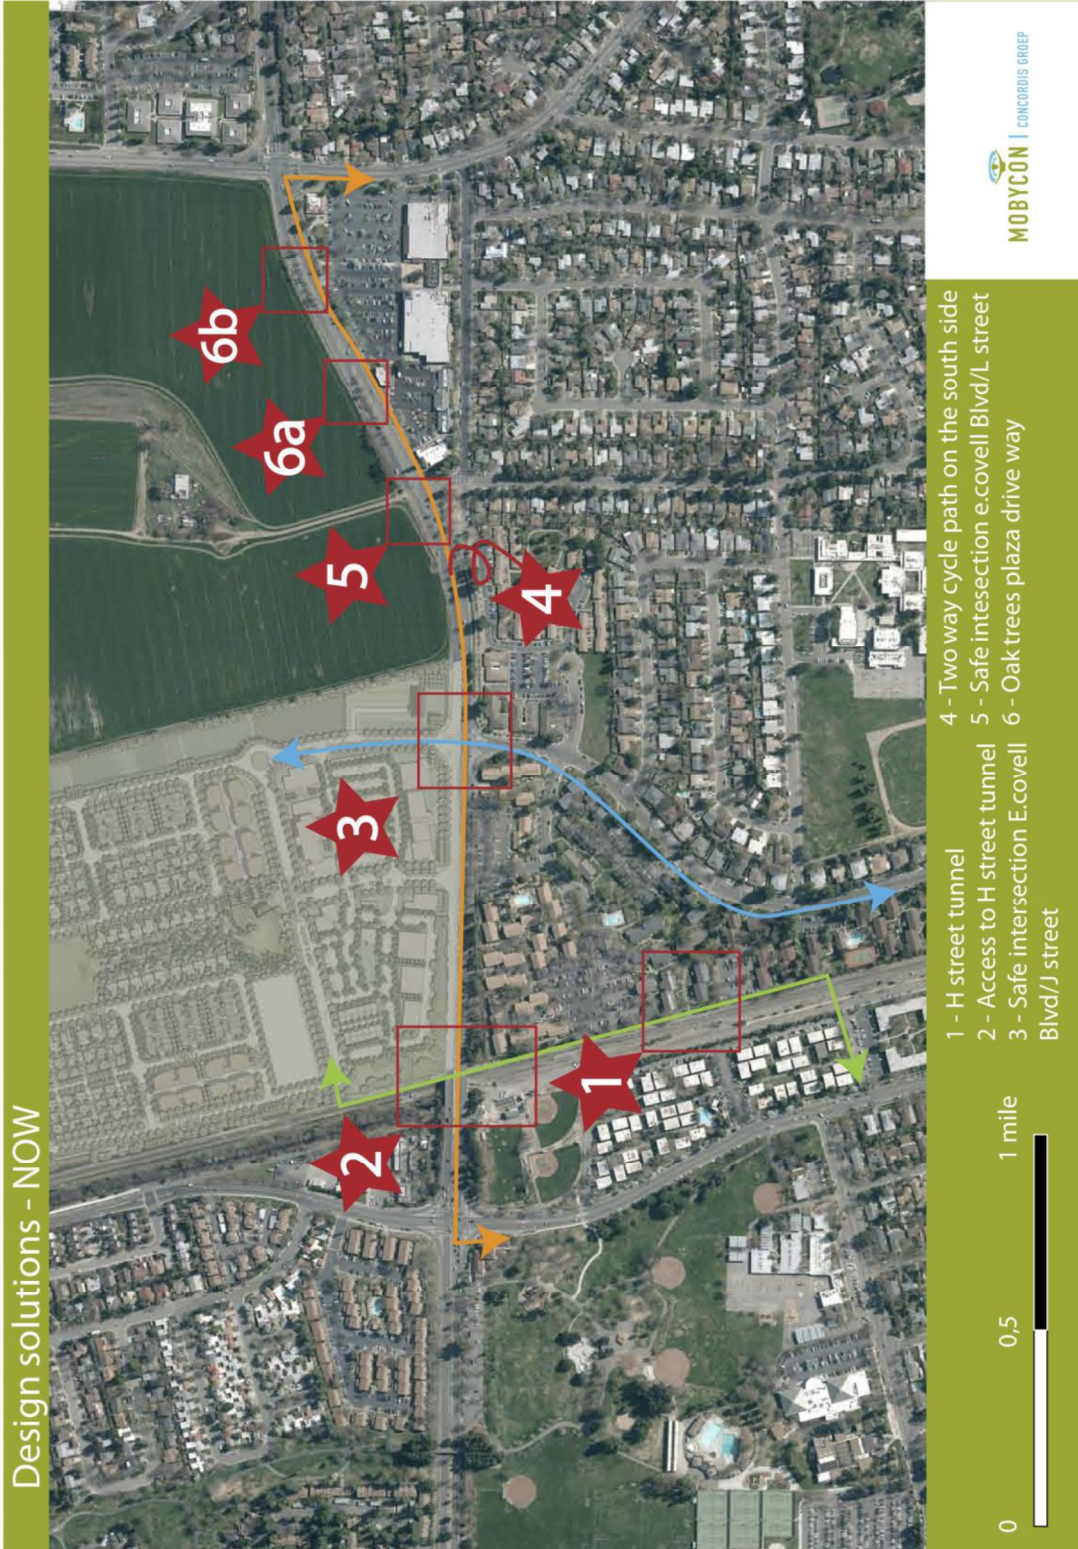 Design solutions - NOW
6b
6a
5
4
3
2
1
0
0,5
1 mile
1 - H street tunnel
2 - Access to H street tunnel
3 - Safe intersection E.covell
Blvd/J street
4 - Two way cycle path on the south side
5 - Safe intesection e.covell Blvd/L street
6 - Oak trees plaza drive way
MOBYCON | CONCORDIS GROEP